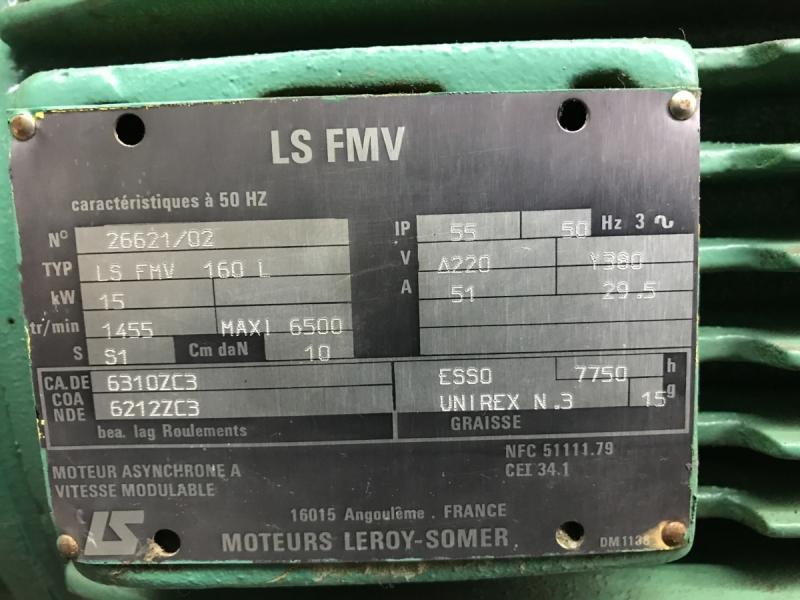 LS FMV
caractéristiques à 50 HZ
N° 26621/02
TYP LS FMV 160 L
kW 15
tr/min 1455 MAXI 6500
S S1 Cm daN 10
IP 55 50 Hz 3 ∿
V Δ220 Y380
A 51 29.5
CA.DE 6310ZC3
COA
NDE 6212ZC3
bea. lag Roulements
ESSO 7750 h
UNIREX N.3 15 g
GRAISSE
NFC 51111.79
CEI 34.1
MOTEUR ASYNCHRONE A
VITESSE MODULABLE
LS
16015 Angoulême . FRANCE
MOTEURS LEROY-SOMER